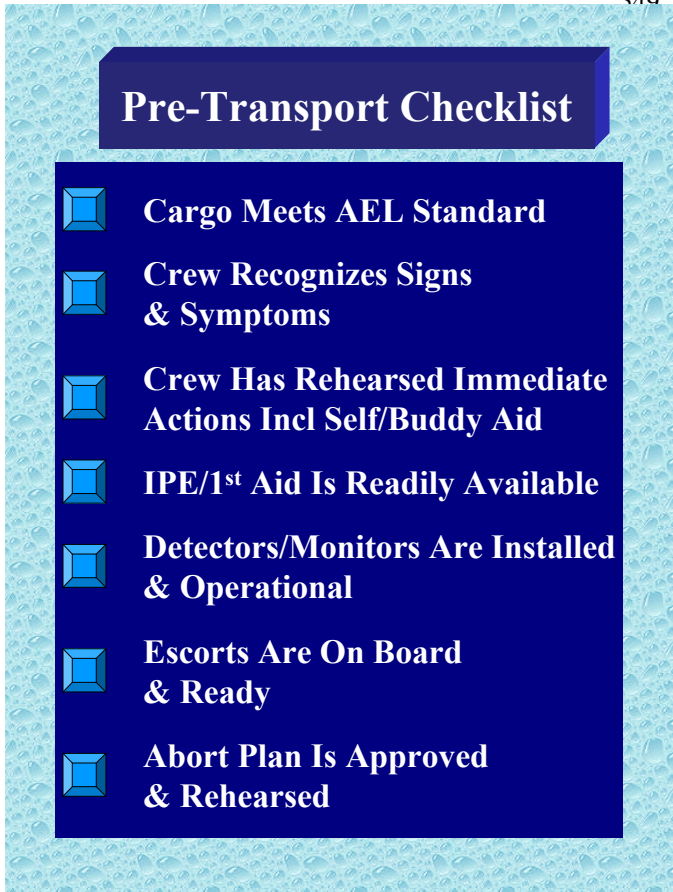 349
Pre-Transport Checklist
Cargo Meets AEL Standard
Crew Recognizes Signs
& Symptoms
Crew Has Rehearsed Immediate
Actions Incl Self/Buddy Aid
IPE/1st Aid Is Readily Available
Detectors/Monitors Are Installed
& Operational
Escorts Are On Board
& Ready
Abort Plan Is Approved
& Rehearsed